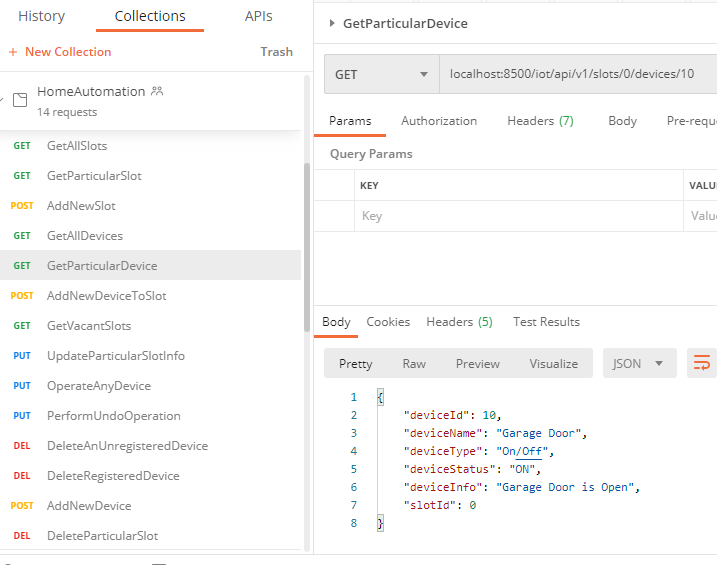 History Collections APIs
+ New Collection Trash
HomeAutomation
14 requests
GET GetAllSlots
GET GetParticularSlot
POST AddNewSlot
GET GetAllDevices
GET GetParticularDevice
POST AddNewDeviceToSlot
GET GetVacantSlots
PUT UpdateParticularSlotInfo
PUT OperateAnyDevice
PUT PerformUndoOperation
DEL DeleteAnUnregisteredDevice
DEL DeleteRegisteredDevice
POST AddNewDevice
DEL DeleteParticularSlot
GetParticularDevice
GET localhost:8500/iot/api/v1/slots/0/devices/10
Params Authorization Headers (7) Body Pre-reque
Query Params
KEY VALU
Key Value
Body Cookies Headers (5) Test Results
Pretty Raw Preview Visualize JSON
1 {
2 "deviceId": 10,
3 "deviceName": "Garage Door",
4 "deviceType": "On/Off",
5 "deviceStatus": "ON",
6 "deviceInfo": "Garage Door is Open",
7 "slotId": 0
8 }